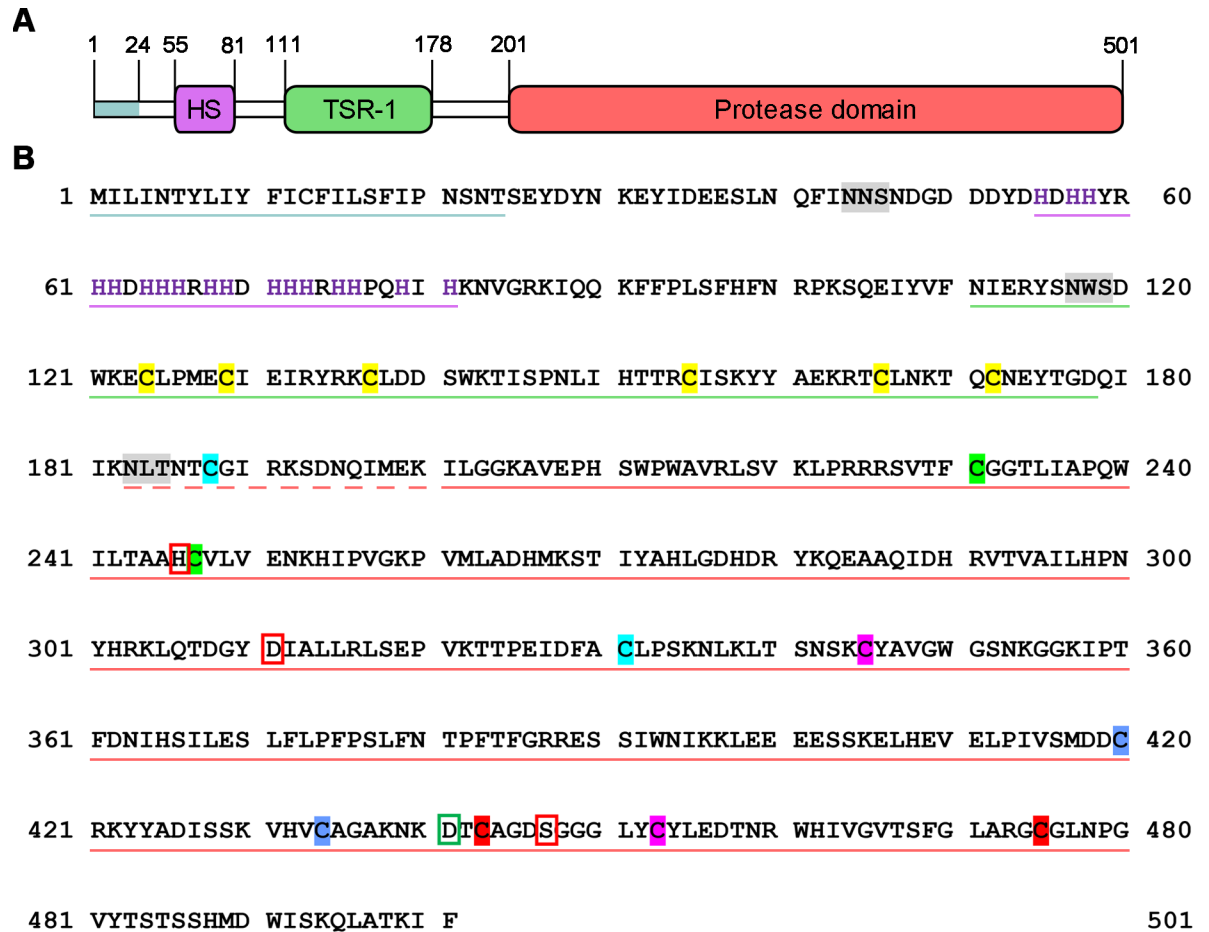 A
1 24 55 81 111 178 201 501
HS TSR-1 Protease domain
B
1 MILINTYLIY FICFILSFIP NSNTSEYDYN KEYIDEESLN QFINNSNDGD DDYDHDHHYR 60
61 HHDHHHRHHD HHHRHHPQHI HKNVGRKIQQ KFFPLSFHFN RPKSQEIYVF NIERYSNWSD 120
121 WKECLPMECI EIRYRKCLDD SWKTISPNLI HTTRCISKYY AEKRTCLNKT QCNEYTGDQI 180
181 IKNLTNTCGI RKSDNQIMEK ILGGKAVEPH SWPWAVRLSV KLPRRRSVTF CGGTLIAPQW 240
241 ILTAAHCVLV ENKHIPVGKP VMLADHMKST IYAHLGDHDR YKQEAAQIDH RVTVAILHPN 300
301 YHRKLQTDGY DIALLRLSEP VKTTPEIDFA CLPSKNLKLT SNSKCYAVGW GSNKGGKIPT 360
361 FDNIHSILES LFLPFPSLFN TPFTFGRRES SIWNIKKLEE EESSKELHEV ELPIVSMDDC 420
421 RKYYADISSK VHVCAGAKNK DTCAGDSGGG LYCYLEDTNR WHIVGVTSFG LARGCGLNPG 480
481 VYTSTSSHMD WISKQLATKI F 501